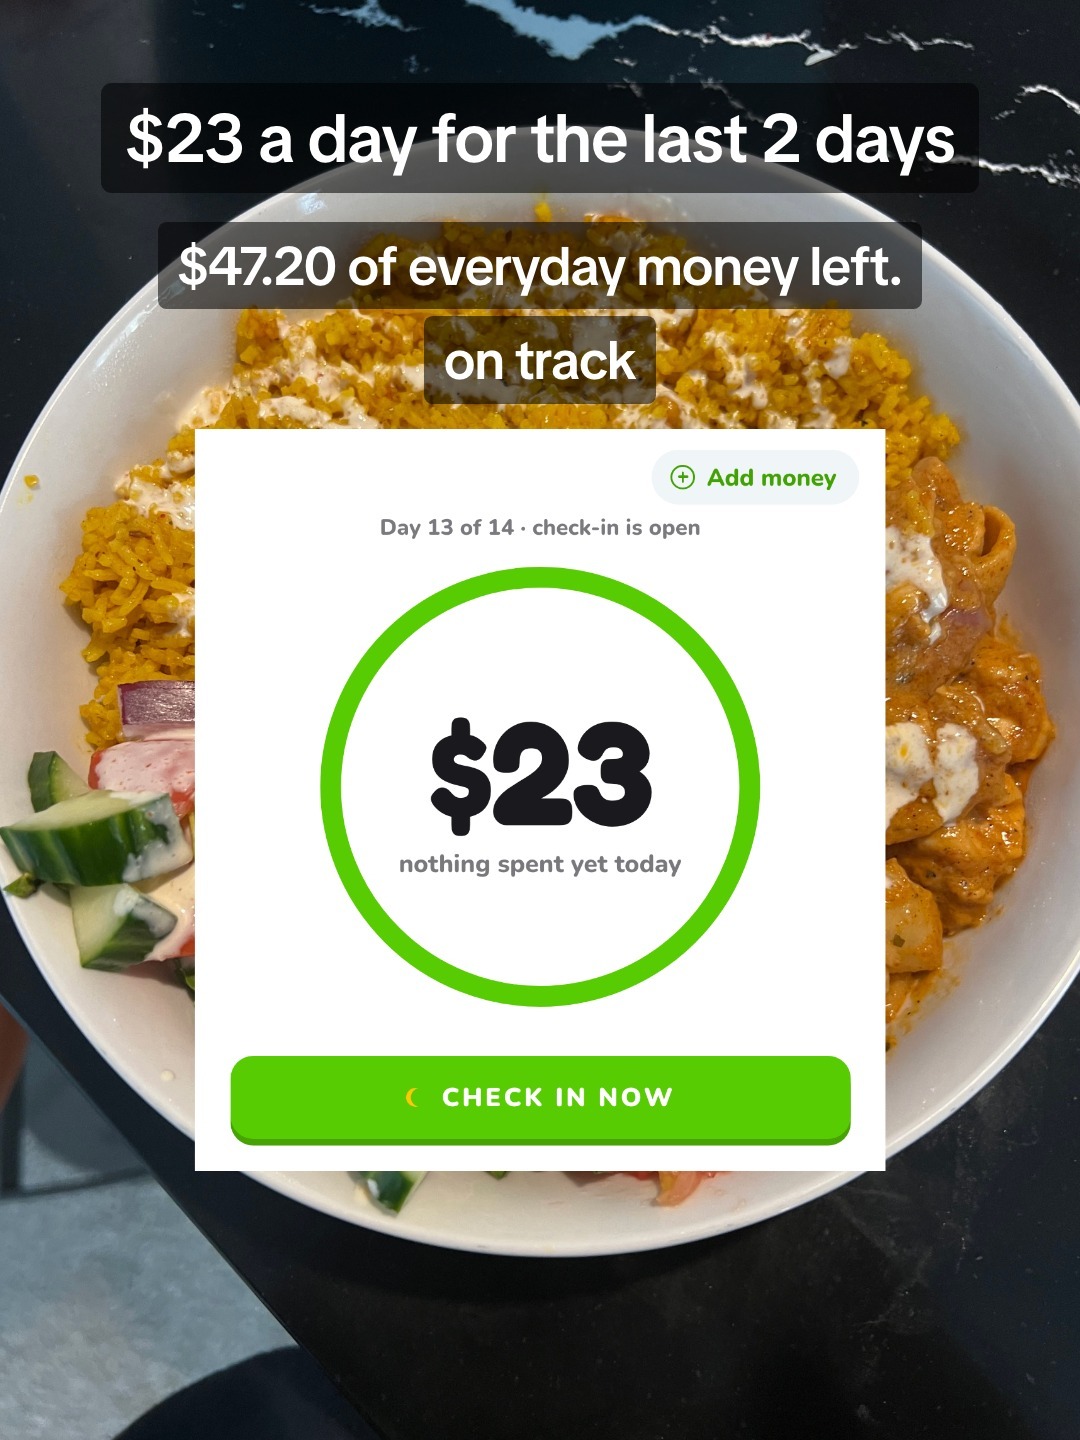 $23 a day for the last 2 days
$47.20 of everyday money left.
on track
Add money
Day 13 of 14 · check-in is open
$23
nothing spent yet today
CHECK IN NOW